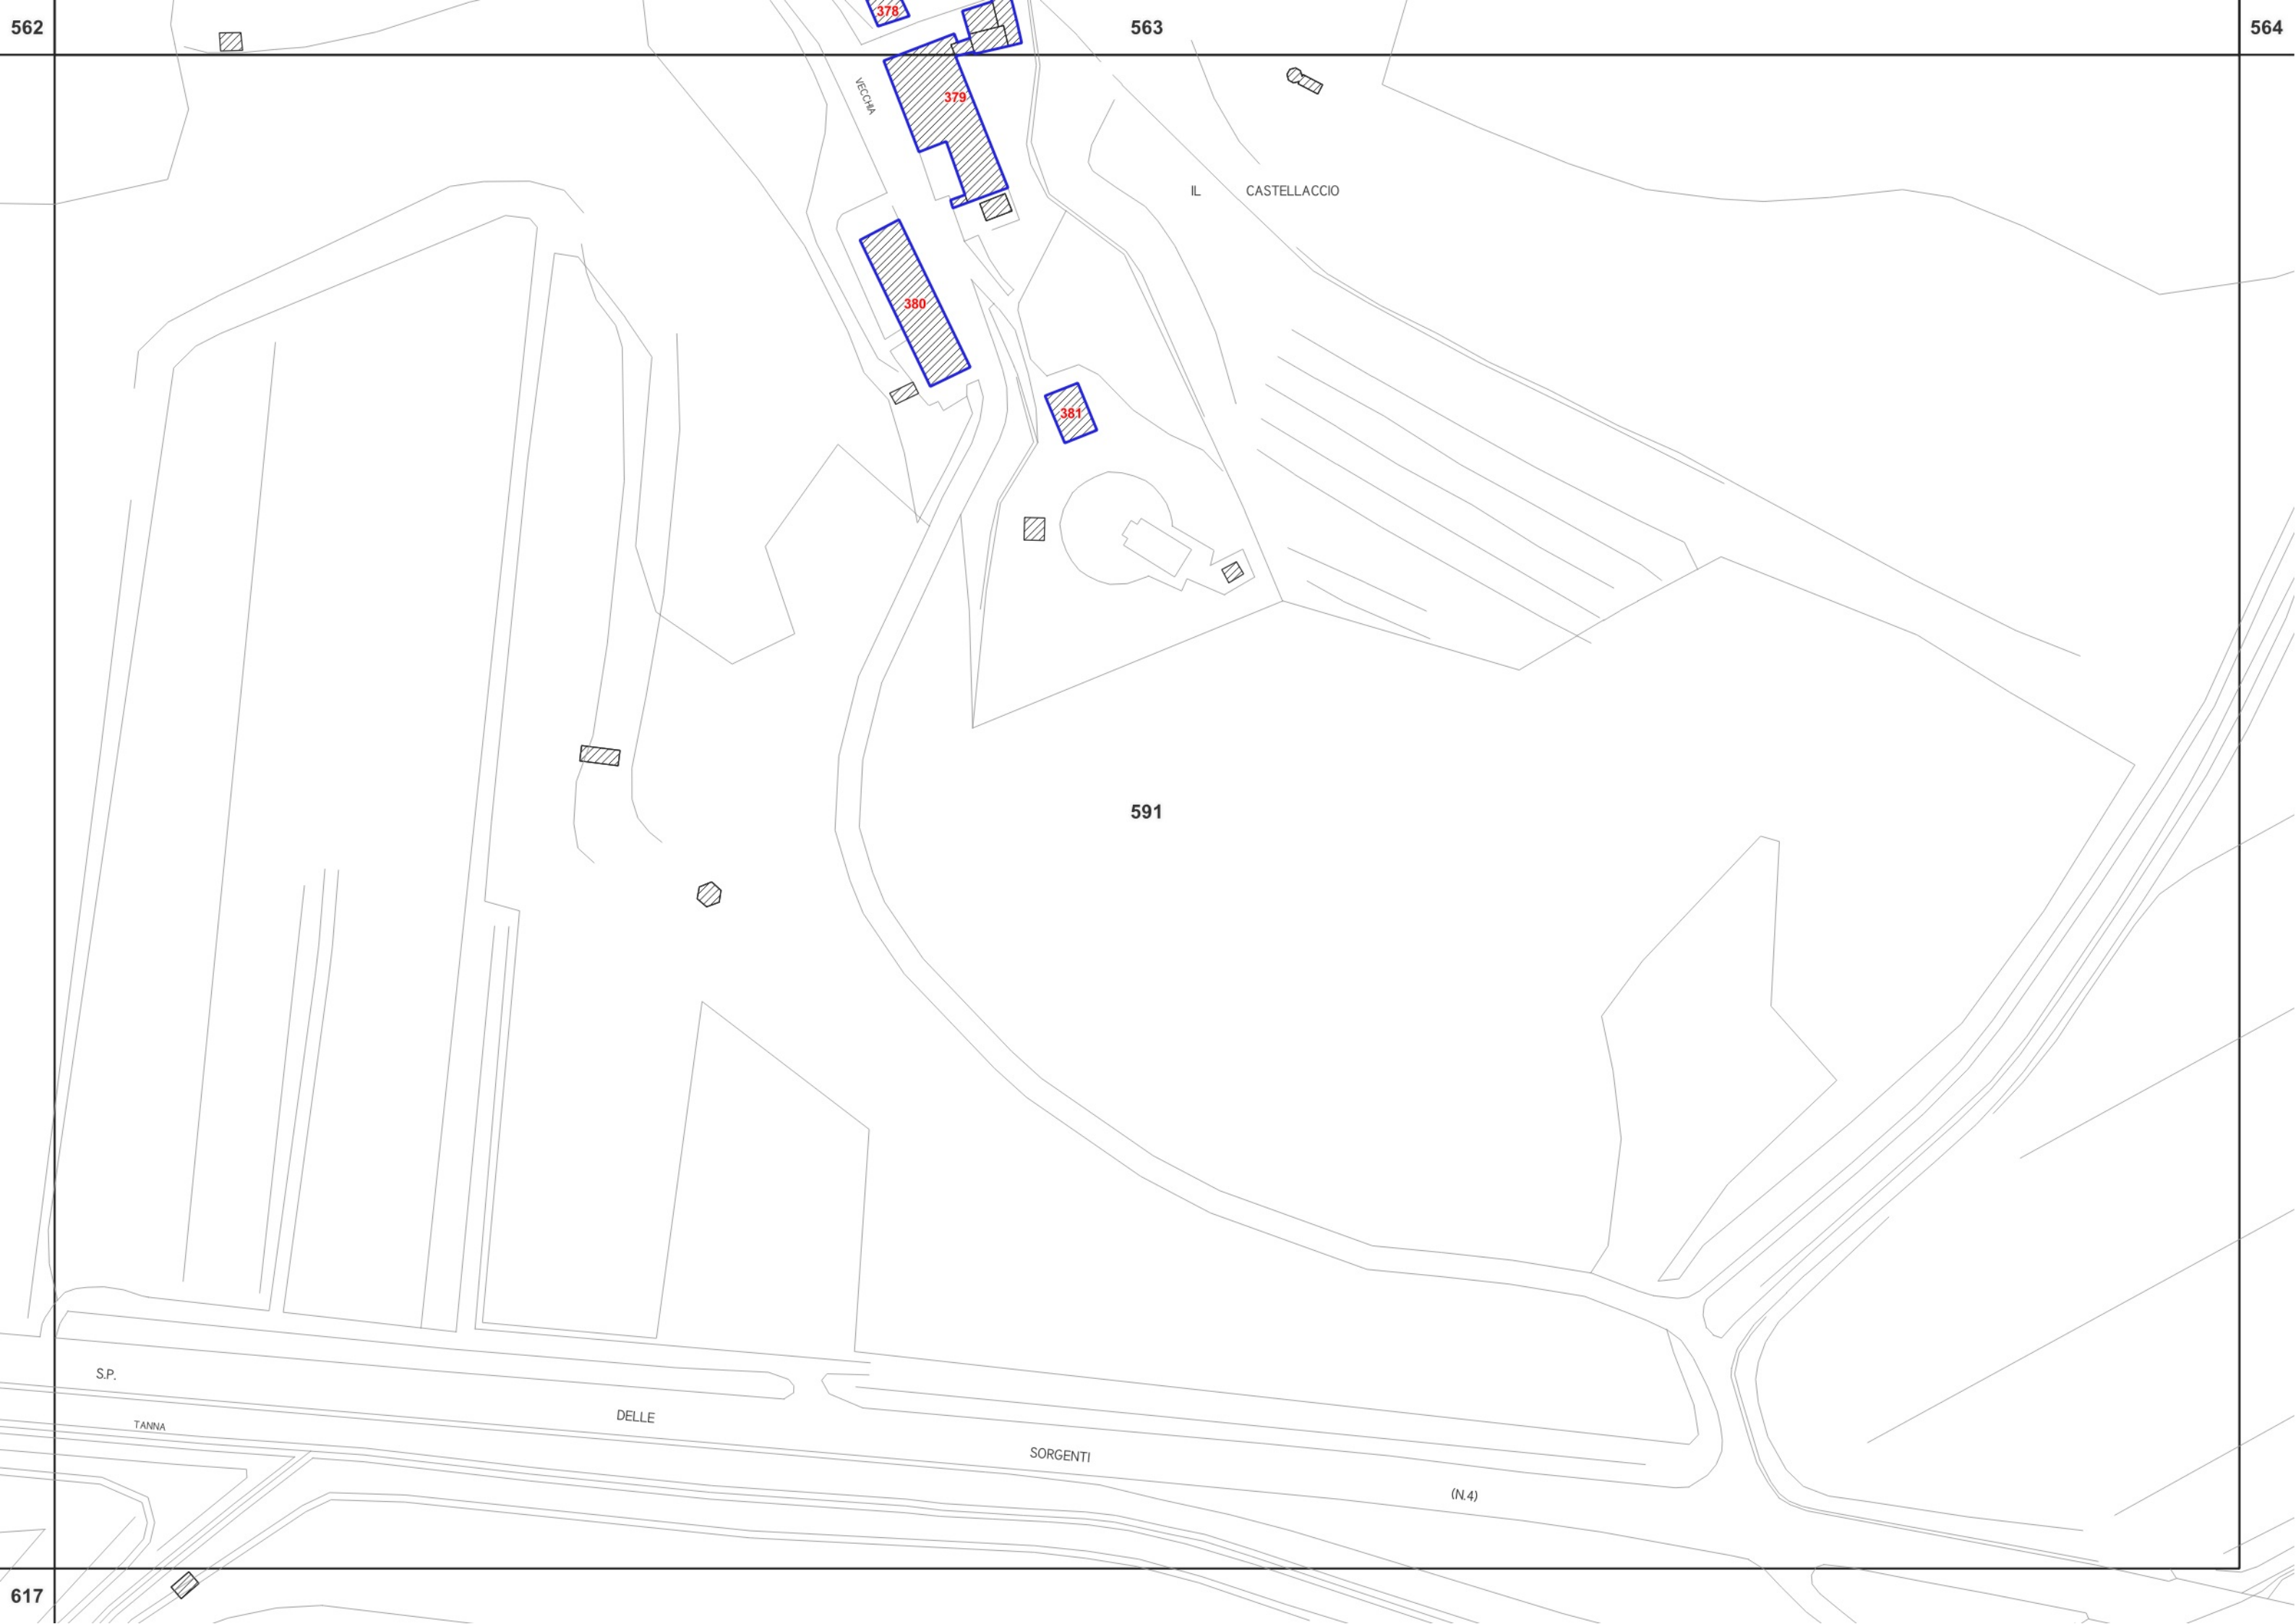 562
378
563
564
VECCHIA
379
IL CASTELLACCIO
380
381
591
S.P.
DELLE
TANNA
SORGENTI
(N.4)
617